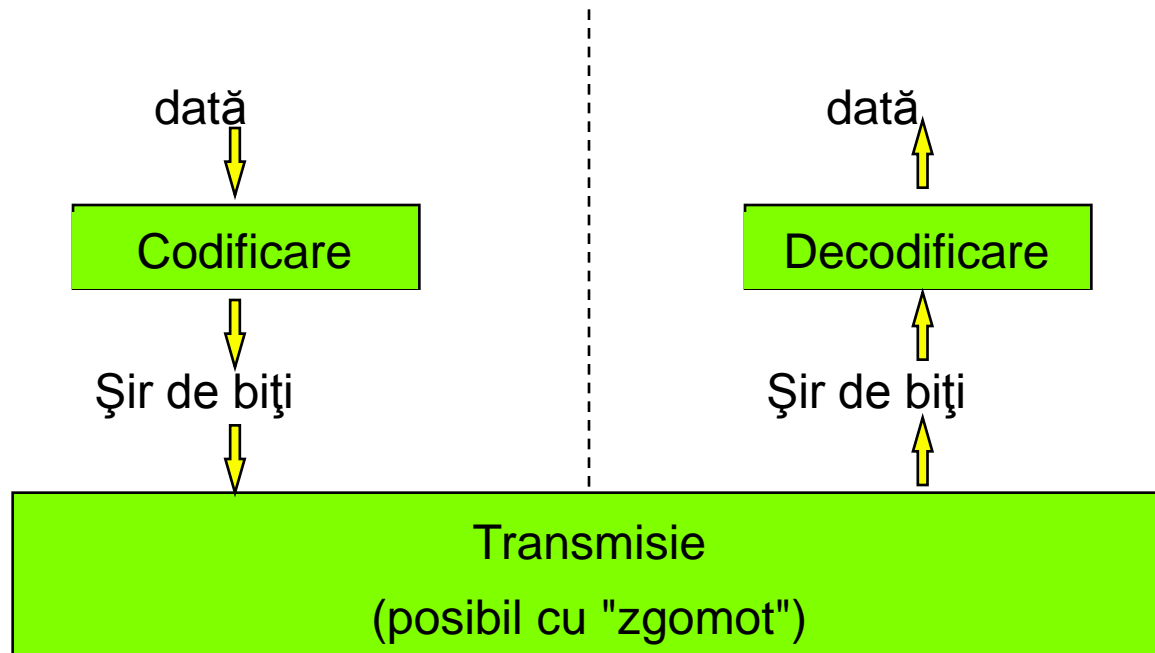 dată
dată
Codificare
Decodificare
Şir de biţi
Şir de biţi
Transmisie
(posibil cu "zgomot")